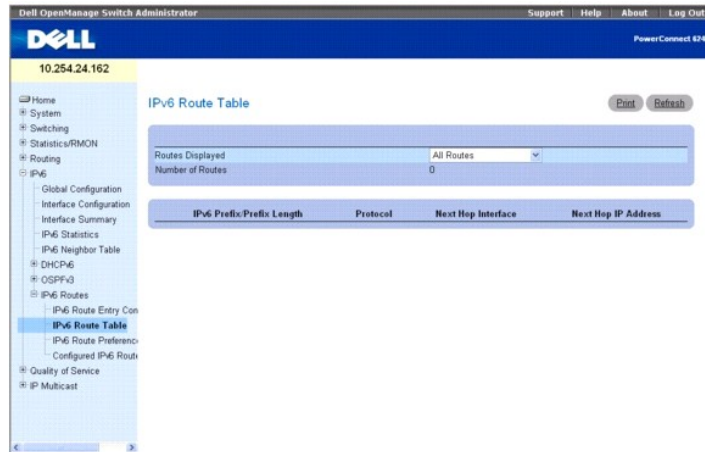 Dell OpenManage Switch Administrator
Support Help About Log Out
DELL
PowerConnect 624
10.254.24.162
Home
System
Switching
Statistics/RMON
Routing
IPv6
Global Configuration
Interface Configuration
Interface Summary
IPv6 Statistics
IPv6 Neighbor Table
DHCPv6
OSPFv3
IPv6 Routes
IPv6 Route Entry Con
IPv6 Route Table
IPv6 Route Preferenc
Configured IPv6 Route
Quality of Service
IP Multicast
IPv6 Route Table
Print Refresh
Routes Displayed All Routes
Number of Routes 0
IPv6 Prefix/Prefix Length Protocol Next Hop Interface Next Hop IP Address